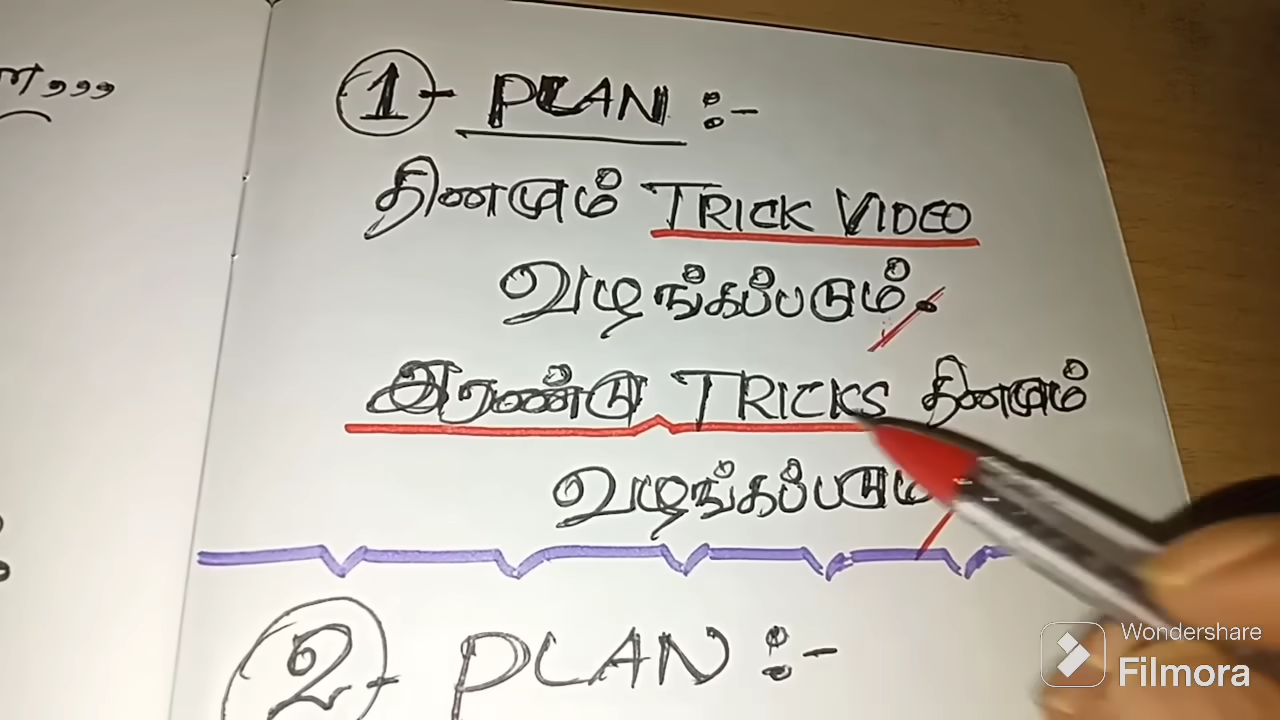 1 - PLAN :-
தினமும் TRICK VIDEO
வழங்கப்படும்.
இரண்டு TRICKS தினமும்
வழங்கப்படும்
2 - PLAN :-
Wondershare
Filmora